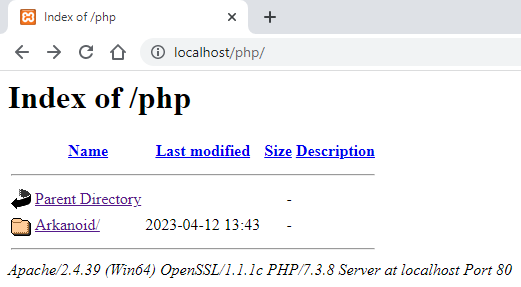 Index of /php
localhost/php/
Index of /php
Name Last modified Size Description
Parent Directory -
Arkanoid/ 2023-04-12 13:43 -
Apache/2.4.39 (Win64) OpenSSL/1.1.1c PHP/7.3.8 Server at localhost Port 80